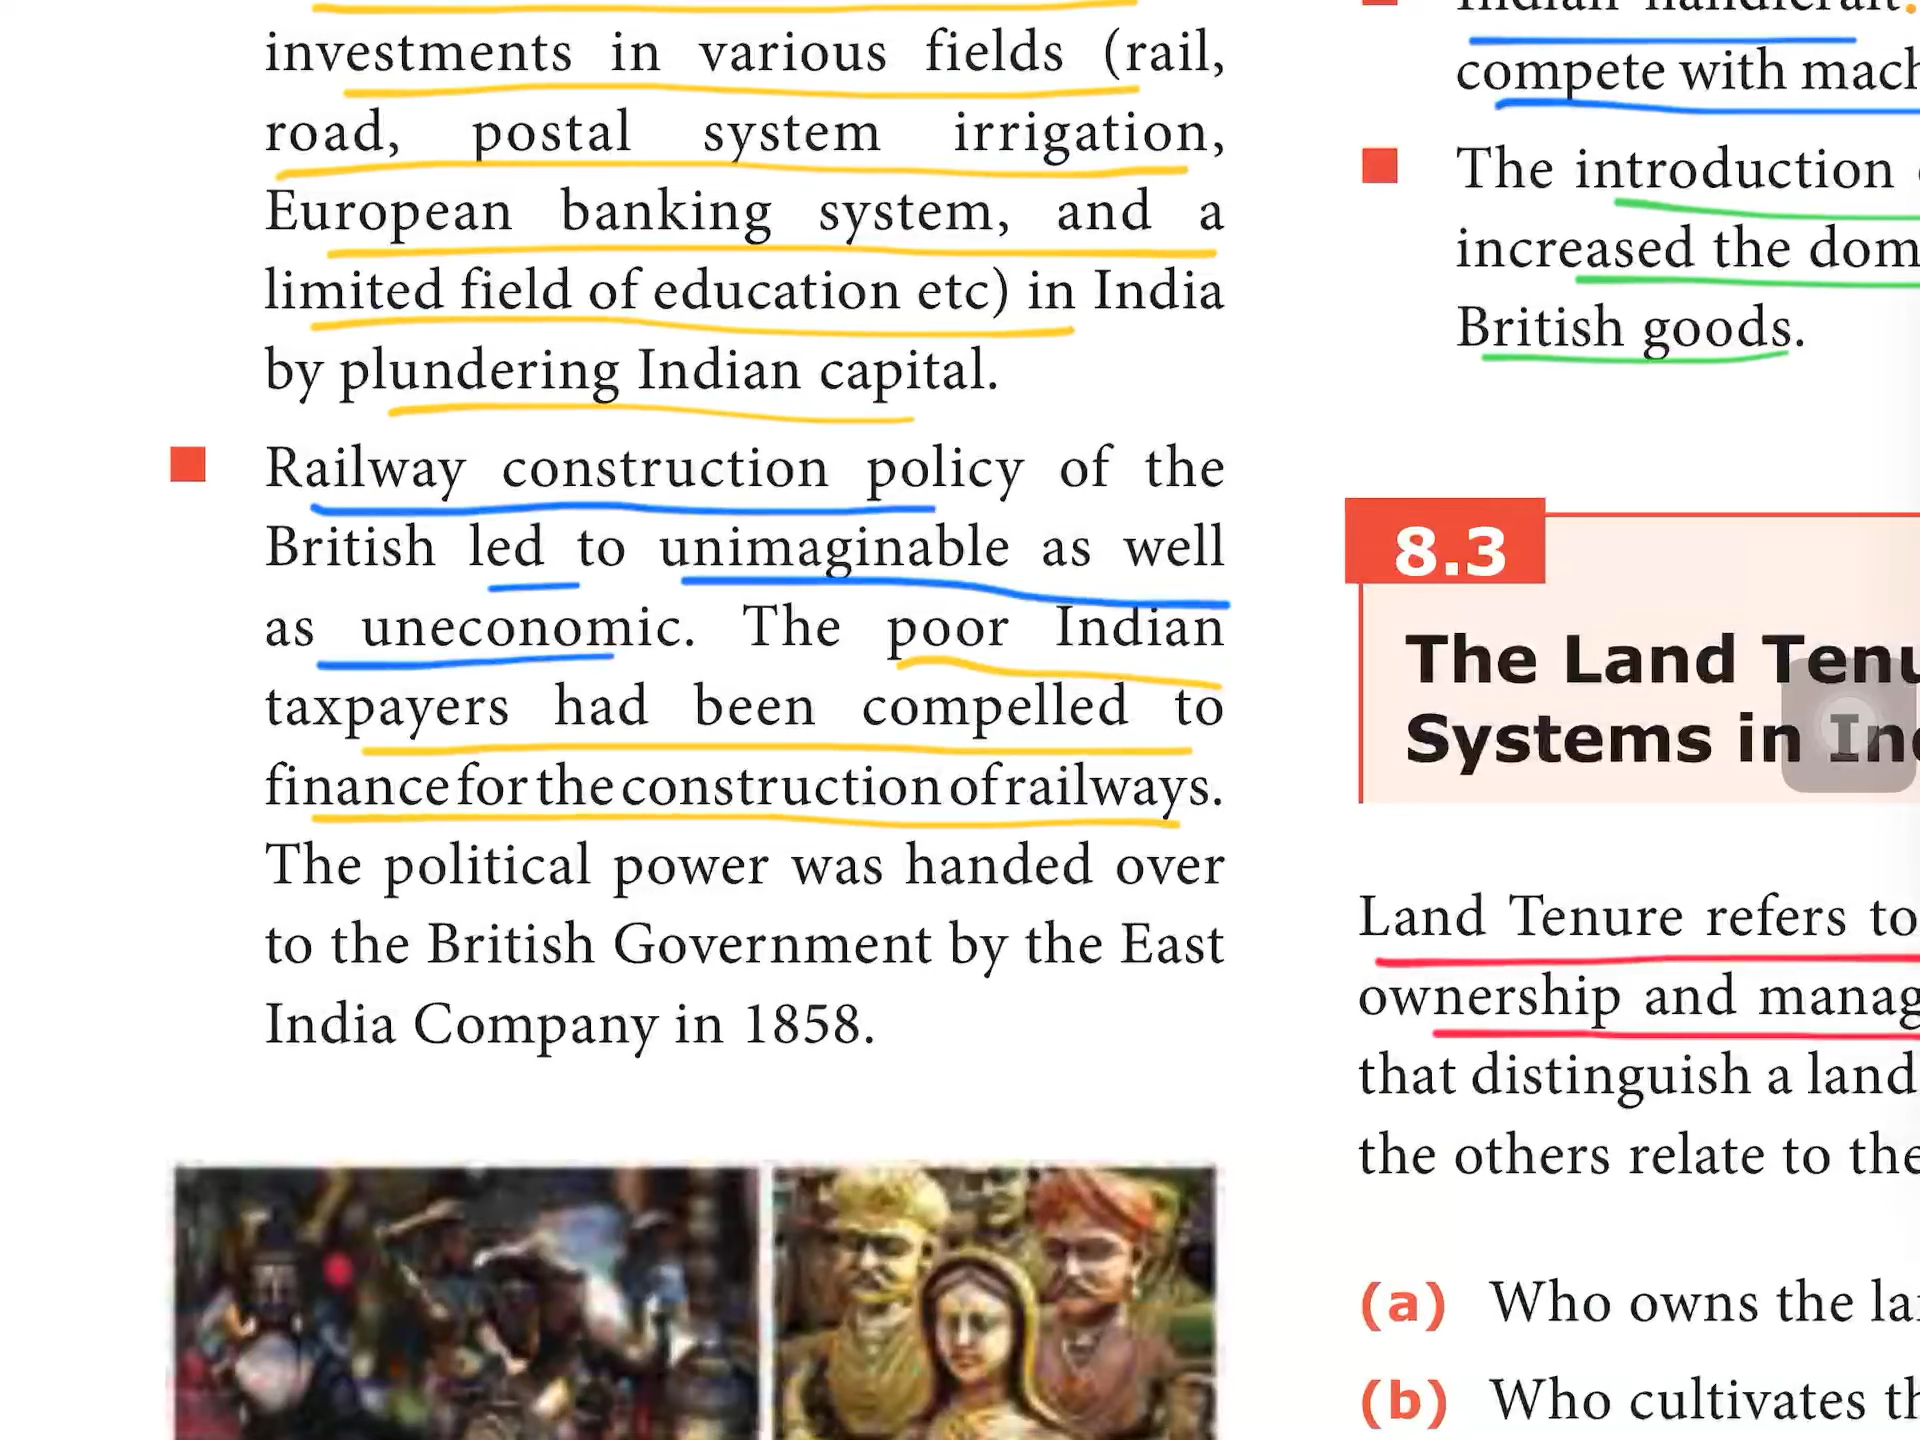 investments in various fields (rail,
road, postal system irrigation,
European banking system, and a
limited field of education etc) in India
by plundering Indian capital.
Railway construction policy of the
British led to unimaginable as well
as uneconomic. The poor Indian
taxpayers had been compelled to
finance for the construction of railways.
The political power was handed over
to the British Government by the East
India Company in 1858.
Indian handicraft
compete with mach
The introduction
increased the dom
British goods.
8.3
The Land Tenu
Systems in Ind
Land Tenure refers to
ownership and manag
that distinguish a land
the others relate to the
(a) Who owns the la
(b) Who cultivates th